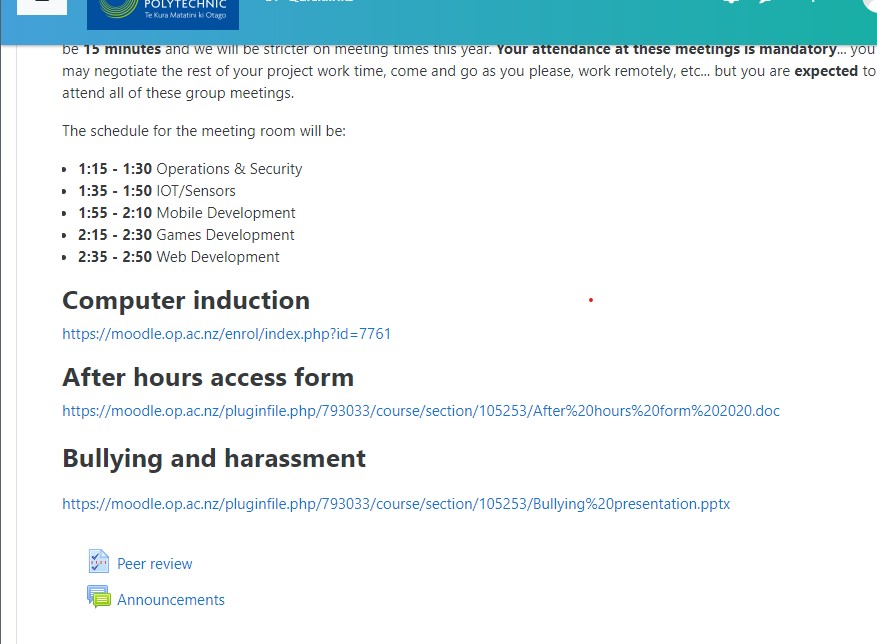 POLYTECHNIC
Te Kura Matatini ki Otago
be 15 minutes and we will be stricter on meeting times this year. Your attendance at these meetings is mandatory... you
may negotiate the rest of your project work time, come and go as you please, work remotely, etc... but you are expected to
attend all of these group meetings.
The schedule for the meeting room will be:
• 1:15 - 1:30 Operations & Security
• 1:35 - 1:50 IOT/Sensors
• 1:55 - 2:10 Mobile Development
• 2:15 - 2:30 Games Development
• 2:35 - 2:50 Web Development
Computer induction
https://moodle.op.ac.nz/enrol/index.php?id=7761
After hours access form
https://moodle.op.ac.nz/pluginfile.php/793033/course/section/105253/After%20hours%20form%202020.doc
Bullying and harassment
https://moodle.op.ac.nz/pluginfile.php/793033/course/section/105253/Bullying%20presentation.pptx
Peer review
Announcements